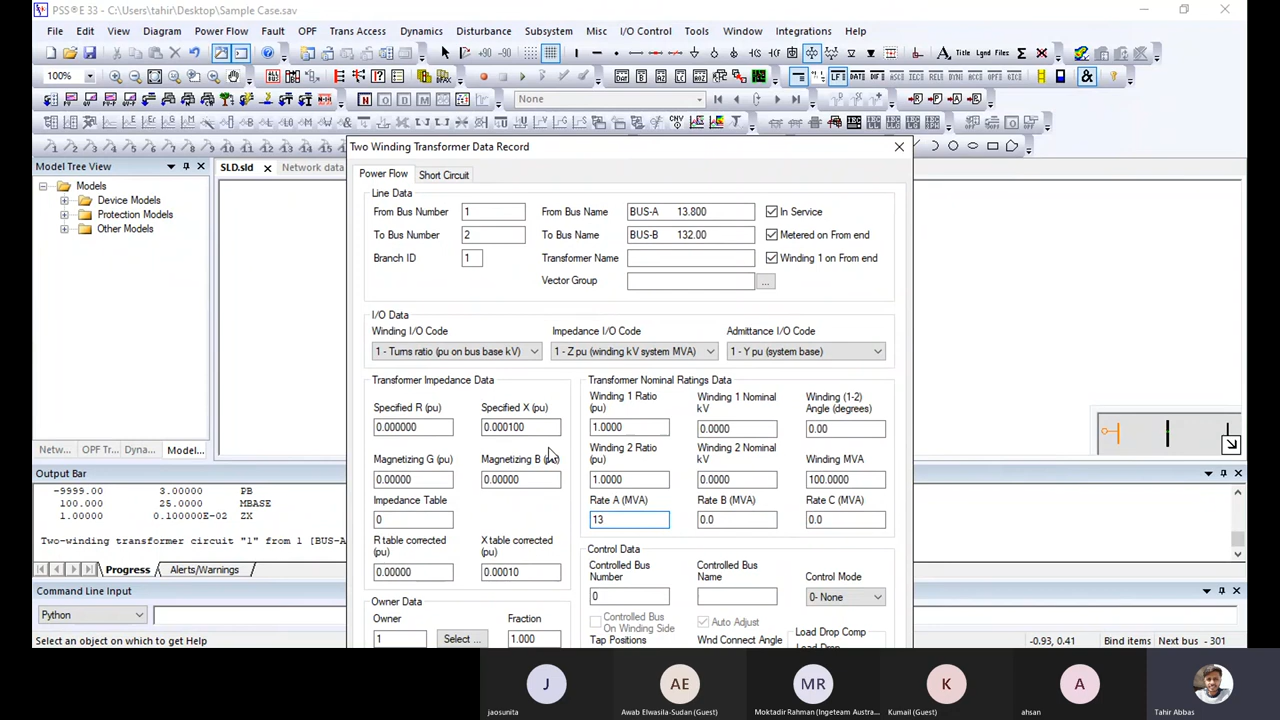 PSS®E 33 - C:\Users\tahir\Desktop\Sample Case.sav
File Edit View Diagram Power Flow Fault OPF Trans Access Dynamics Disturbance Subsystem Misc I/O Control Tools Window Integrations Help
100%
None
Model Tree View
SLD.sld
Network data
Two Winding Transformer Data Record
Models
Device Models
Protection Models
Other Models
Power Flow
Short Circuit
Line Data
From Bus Number 1 From Bus Name BUS-A 13.800 In Service
To Bus Number 2 To Bus Name BUS-B 132.00 Metered on From end
Branch ID 1 Transformer Name Winding 1 on From end
Vector Group ...
I/O Data
Winding I/O Code Impedance I/O Code Admittance I/O Code
1 - Turns ratio (pu on bus base kV) 1 - Z pu (winding kV system MVA) 1 - Y pu (system base)
Transformer Impedance Data
Specified R (pu) Specified X (pu)
0.000000 0.000100
Magnetizing G (pu) Magnetizing B (pu)
0.00000 0.00000
Impedance Table
0
R table corrected (pu) X table corrected (pu)
0.00000 0.00010
Transformer Nominal Ratings Data
Winding 1 Ratio (pu) Winding 1 Nominal kV Winding (1-2) Angle (degrees)
1.0000 0.0000 0.00
Winding 2 Ratio (pu) Winding 2 Nominal kV Winding MVA
1.0000 0.0000 100.0000
Rate A (MVA) Rate B (MVA) Rate C (MVA)
13 0.0 0.0
Owner Data
Owner Fraction
1 Select ... 1.000
Control Data
Controlled Bus Number Controlled Bus Name Control Mode
0 0- None
Controlled Bus On Winding Side Auto Adjust
Load Drop Comp
Tap Positions Wnd Connect Angle
Load Drop
Netw... OPF Tr... Dyna... Model...
Output Bar
-9999.00 3.00000 PB
100.000 25.0000 MBASE
1.00000 0.100000E-02 ZX
Two-winding transformer circuit "1" from 1 [BUS-A
Progress Alerts/Warnings
Command Line Input
Python
Select an object on which to get Help
-0.93, 0.41 Bind items Next bus - 301
J AE MR K A
jaosunita Awab Elwasila-Sudan (Guest) Moktadir Rahman (Ingeteam Austra... Kumail (Guest) ahsan Tahir Abbas